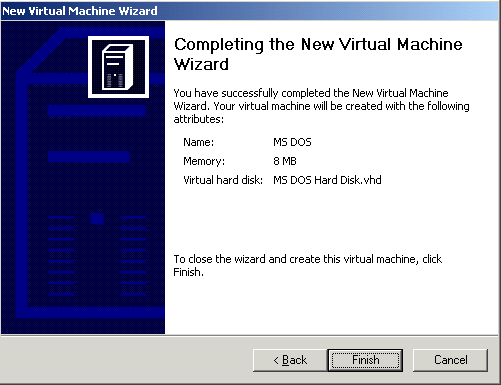 New Virtual Machine Wizard
Completing the New Virtual Machine
Wizard
You have successfully completed the New Virtual Machine
Wizard. Your virtual machine will be created with the following
attributes:
Name: MS DOS
Memory: 8 MB
Virtual hard disk: MS DOS Hard Disk.vhd
To close the wizard and create this virtual machine, click
Finish.
< Back Finish Cancel